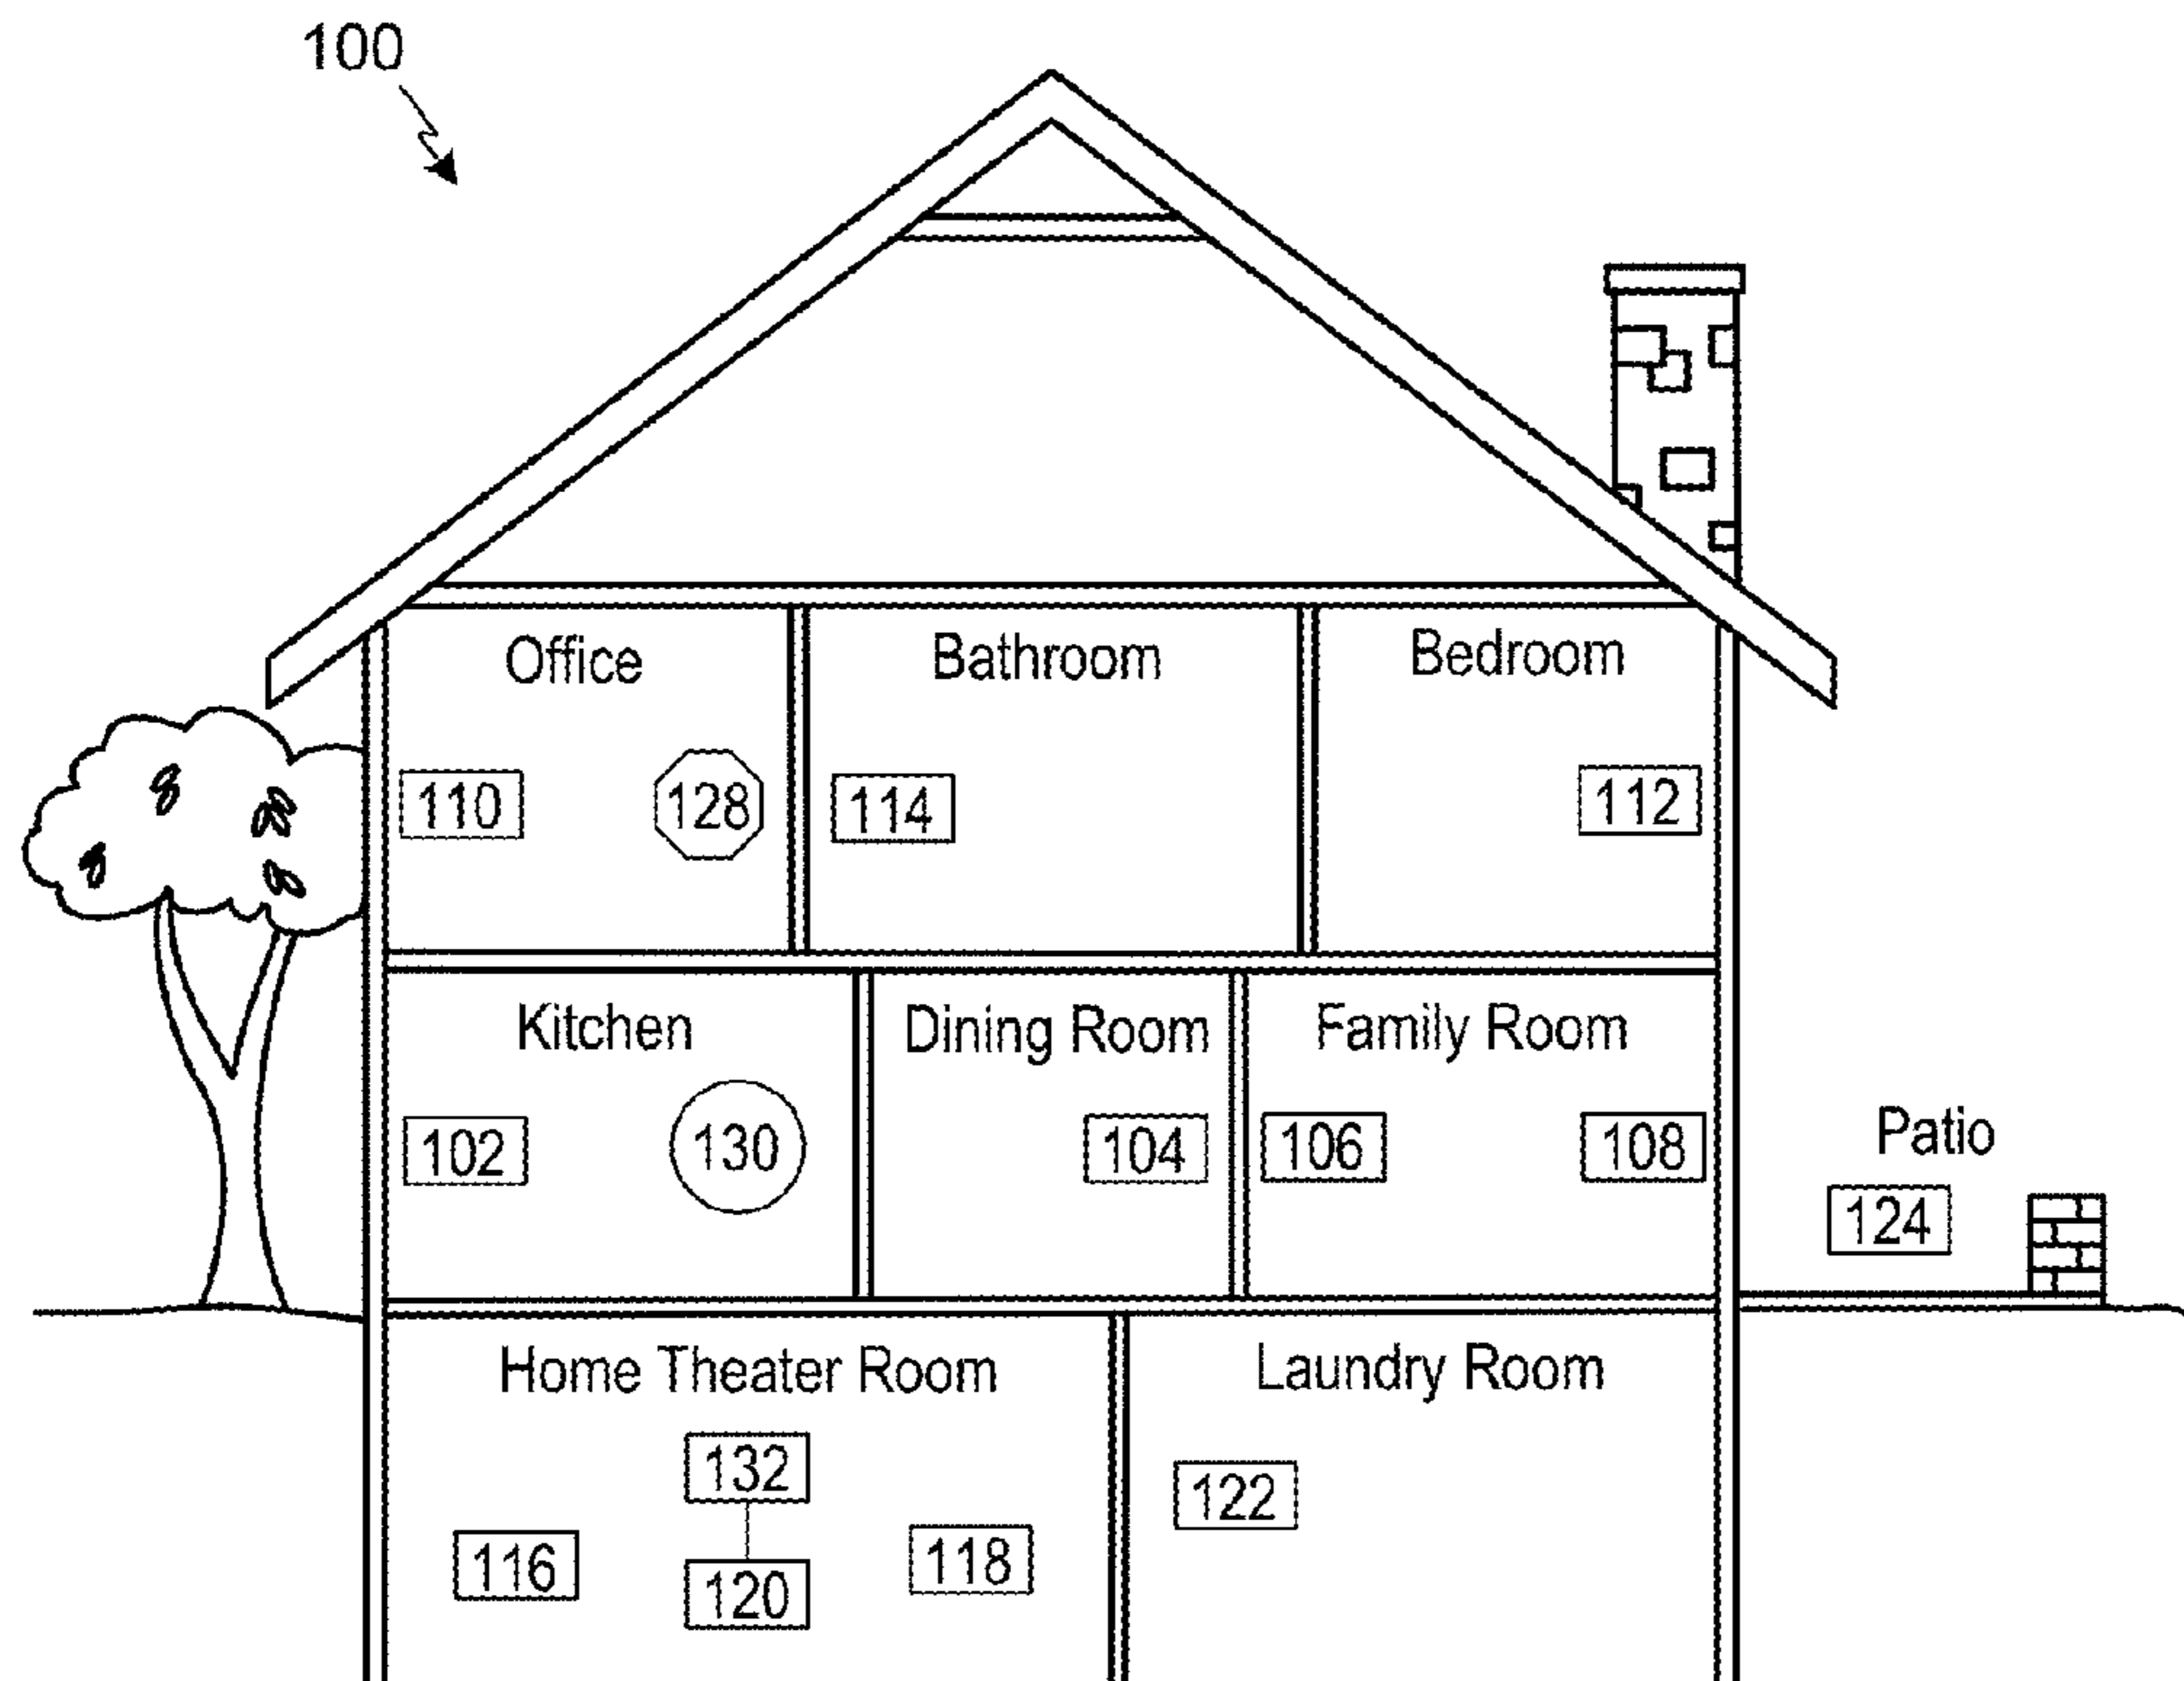 100
Office
Bathroom
Bedroom
110
128
114
112
Kitchen
Dining Room
Family Room
102
130
104
106
108
Patio
124
Home Theater Room
Laundry Room
132
122
116
118
120